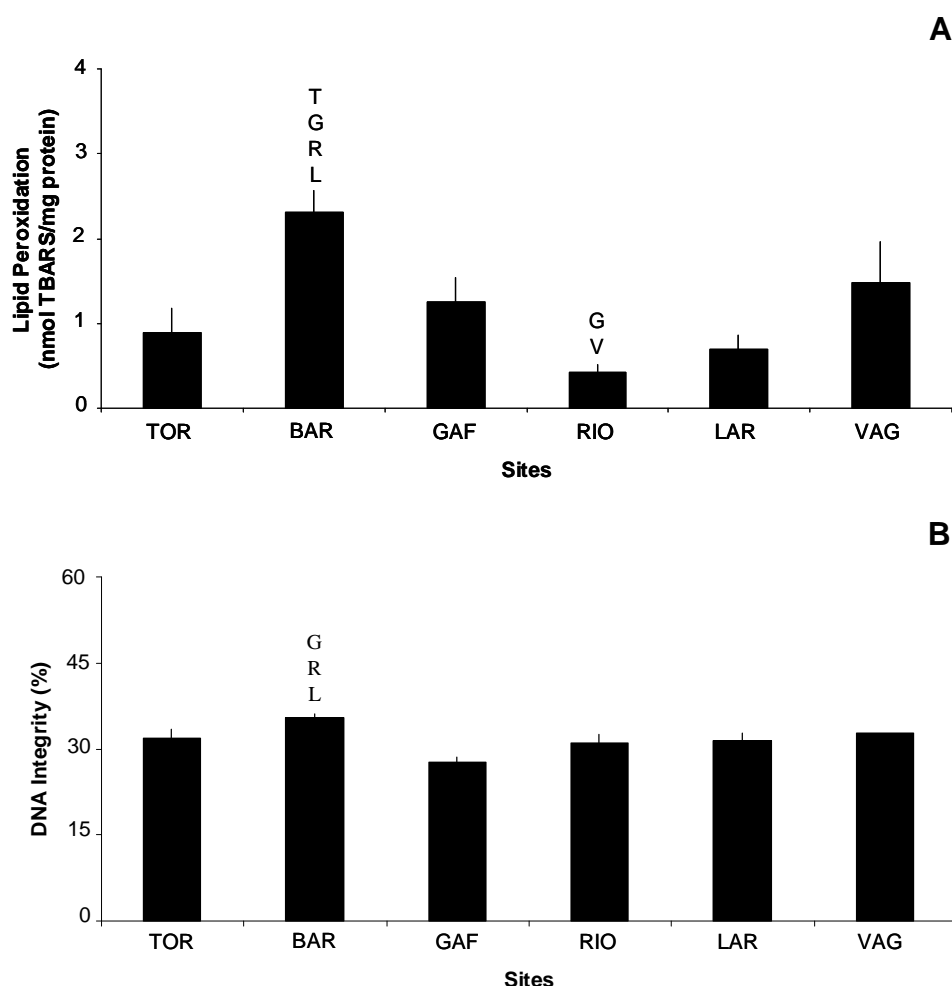 A
Lipid Peroxidation
(nmol TBARS/mg protein)
4
3
2
1
0
T
G
R
L
G
V
TOR BAR GAF RIO LAR VAG
Sites
B
DNA Integrity (%)
60
45
30
15
0
G
R
L
TOR BAR GAF RIO LAR VAG
Sites